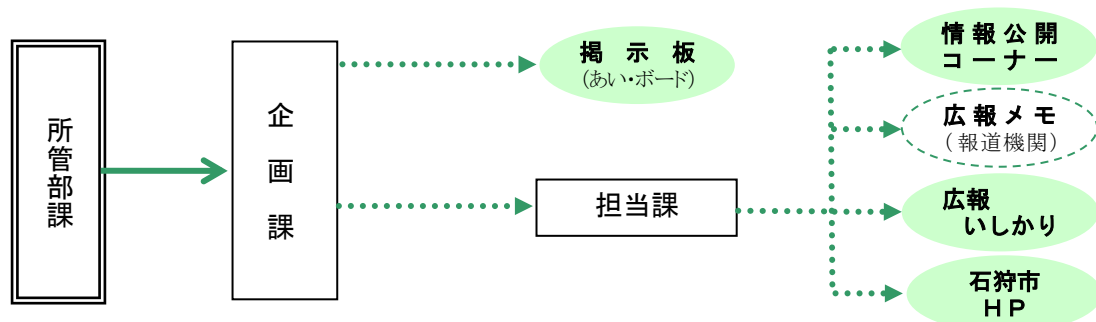 所管部課
企画課
掲示板
(あい・ボード)
担当課
情報公開
コーナー
広報メモ
(報道機関)
広報
いしかり
石狩市
HP